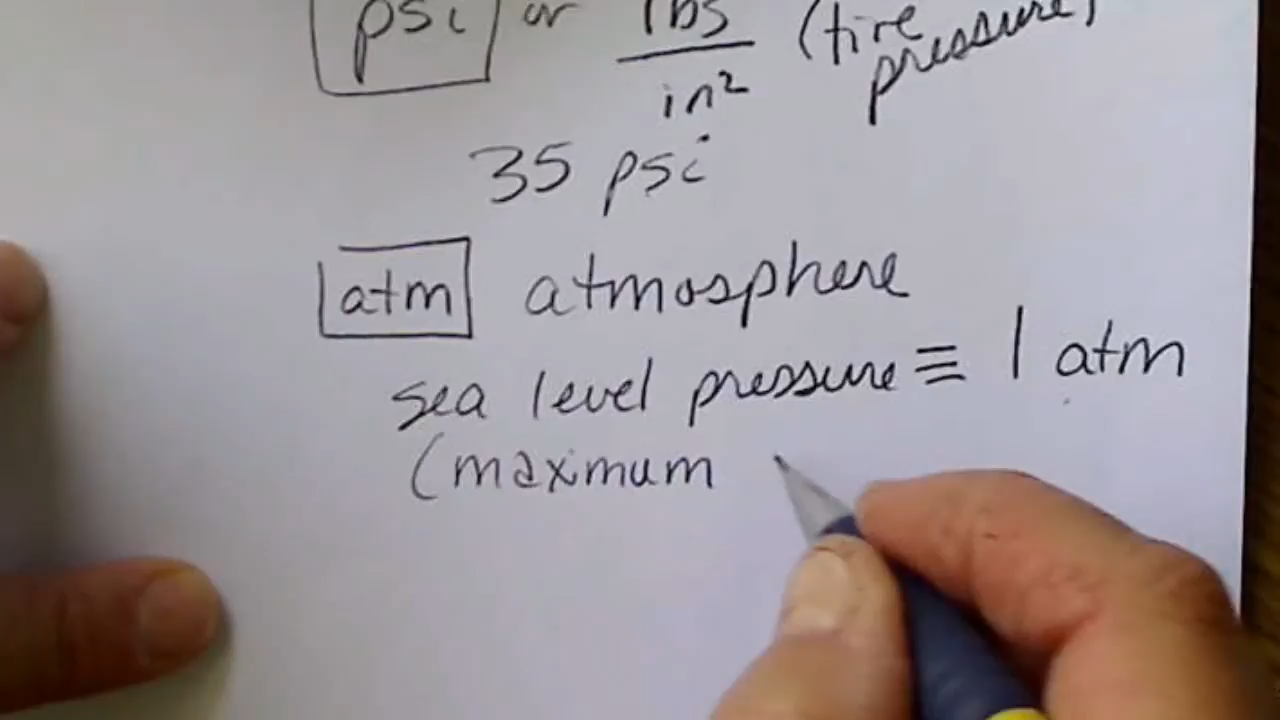 psi or lbs/in² (tire pressure)
35 psi
atm atmosphere
sea level pressure ≡ 1 atm
(maximum